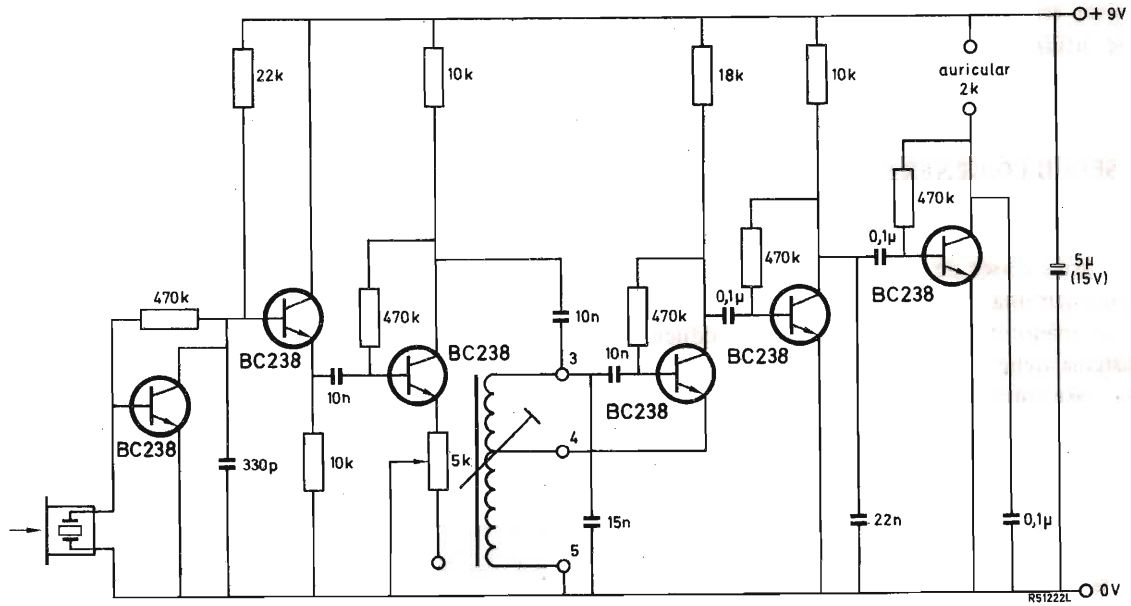 + 9V
22k
10k
18k
10k
auricular
2k
470k
BC238
0,1µ
5µ
(15V)
470k
BC238
470k
BC238
10n
0,1µ
470k
BC238
470k
BC238
10n
10n
3
4
5
BC238
330p
10k
5k
15n
22n
0,1µ
0V
R51222L